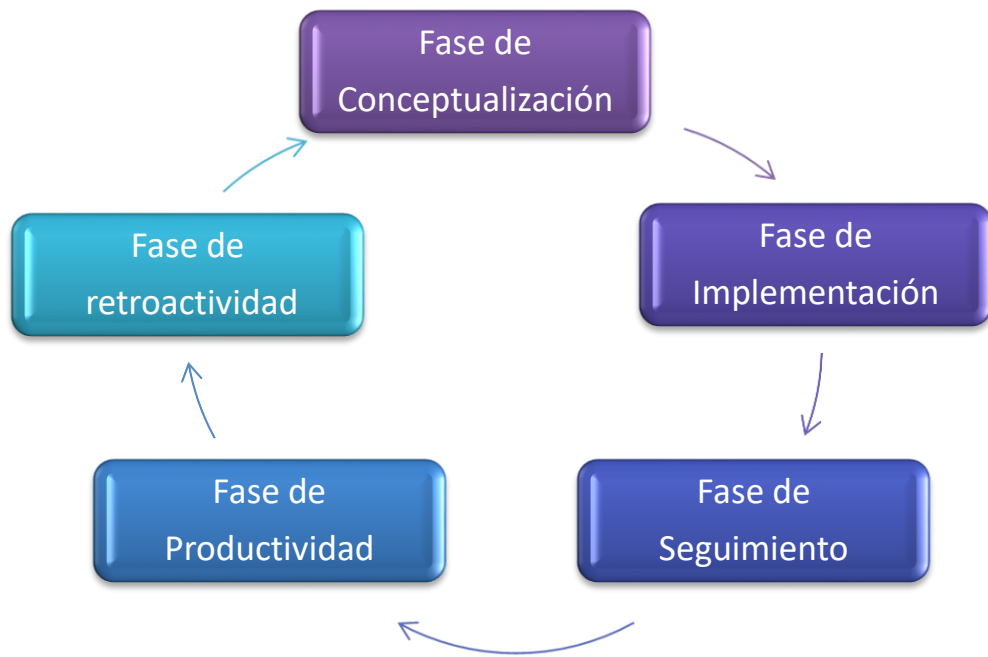 Fase de
Conceptualización
Fase de
Implementación
Fase de
Seguimiento
Fase de
Productividad
Fase de
retroactividad